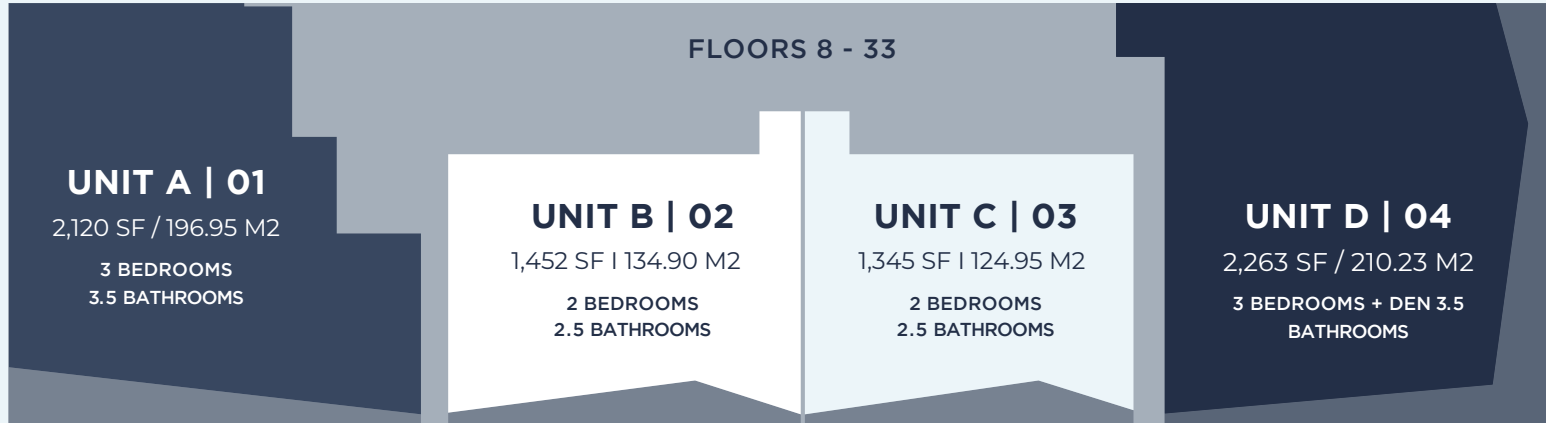 FLOORS 8 - 33
UNIT A | 01
2,120 SF / 196.95 M2
3 BEDROOMS
3.5 BATHROOMS
UNIT B | 02
1,452 SF I 134.90 M2
2 BEDROOMS
2.5 BATHROOMS
UNIT C | 03
1,345 SF I 124.95 M2
2 BEDROOMS
2.5 BATHROOMS
UNIT D | 04
2,263 SF / 210.23 M2
3 BEDROOMS + DEN 3.5
BATHROOMS